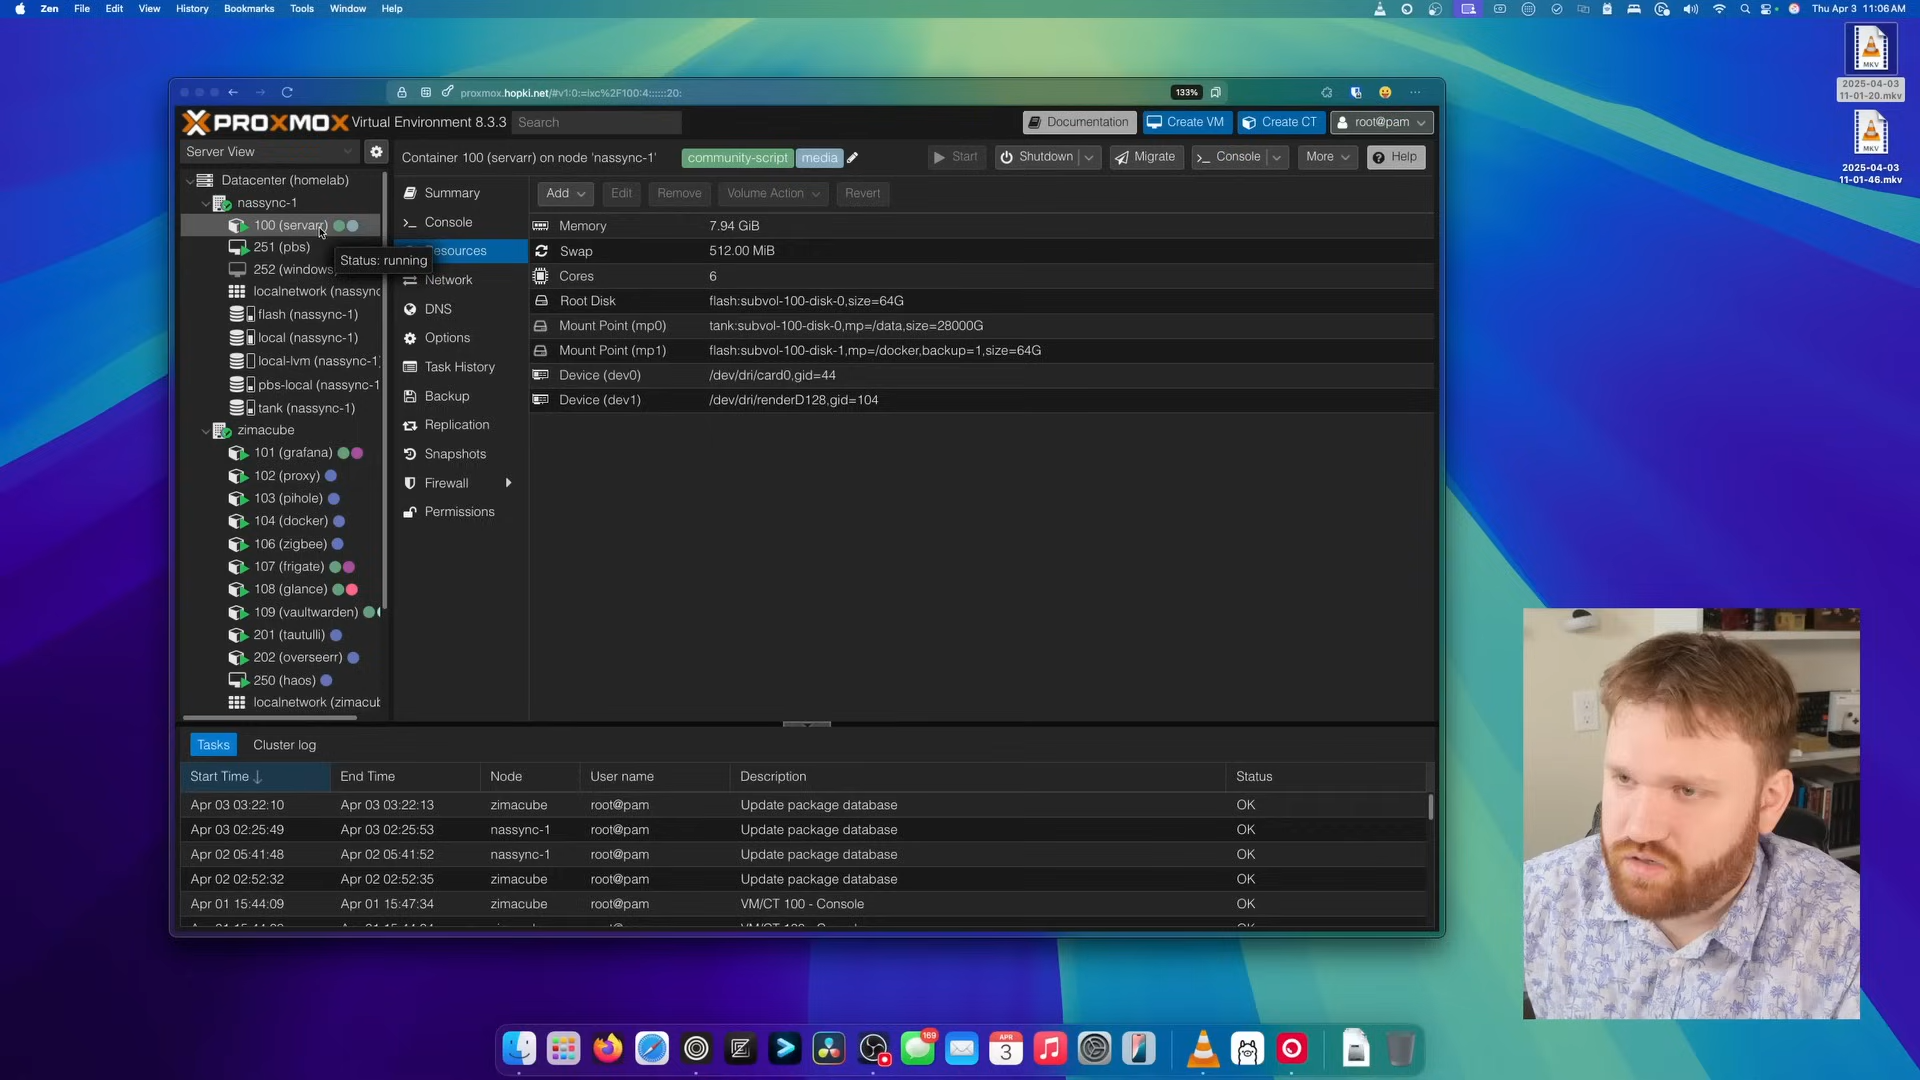 Zen File Edit View History Bookmarks Tools Window Help
Thu Apr 3 11:06 AM
MKV
2025-04-03
11-01-20.mkv
MKV
2025-04-03
11-01-46.mkv
proxmox.hopki.net/#v1:0:=lxc%2F100:4::::::20:
133%
PROXMOX Virtual Environment 8.3.3
Search
Documentation
Create VM
Create CT
root@pam
Server View
Container 100 (servarr) on node 'nassync-1'
community-script
media
Start
Shutdown
Migrate
Console
More
Help
Datacenter (homelab)
nassync-1
100 (servarr)
251 (pbs)
252 (windows
localnetwork (nassync
flash (nassync-1)
local (nassync-1)
local-lvm (nassync-1
pbs-local (nassync-1
tank (nassync-1)
zimacube
101 (grafana)
102 (proxy)
103 (pihole)
104 (docker)
106 (zigbee)
107 (frigate)
108 (glance)
109 (vaultwarden)
201 (tautulli)
202 (overseerr)
250 (haos)
localnetwork (zimacub
Status: running
Summary
Console
esources
Network
DNS
Options
Task History
Backup
Replication
Snapshots
Firewall
Permissions
Add
Edit
Remove
Volume Action
Revert
Memory 7.94 GiB
Swap 512.00 MiB
Cores 6
Root Disk flash:subvol-100-disk-0,size=64G
Mount Point (mp0) tank:subvol-100-disk-0,mp=/data,size=28000G
Mount Point (mp1) flash:subvol-100-disk-1,mp=/docker,backup=1,size=64G
Device (dev0) /dev/dri/card0,gid=44
Device (dev1) /dev/dri/renderD128,gid=104
Tasks
Cluster log
Start Time End Time Node User name Description Status
Apr 03 03:22:10 Apr 03 03:22:13 zimacube root@pam Update package database OK
Apr 03 02:25:49 Apr 03 02:25:53 nassync-1 root@pam Update package database OK
Apr 02 05:41:48 Apr 02 05:41:52 nassync-1 root@pam Update package database OK
Apr 02 02:52:32 Apr 02 02:52:35 zimacube root@pam Update package database OK
Apr 01 15:44:09 Apr 01 15:47:34 zimacube root@pam VM/CT 100 - Console OK
169
APR
3